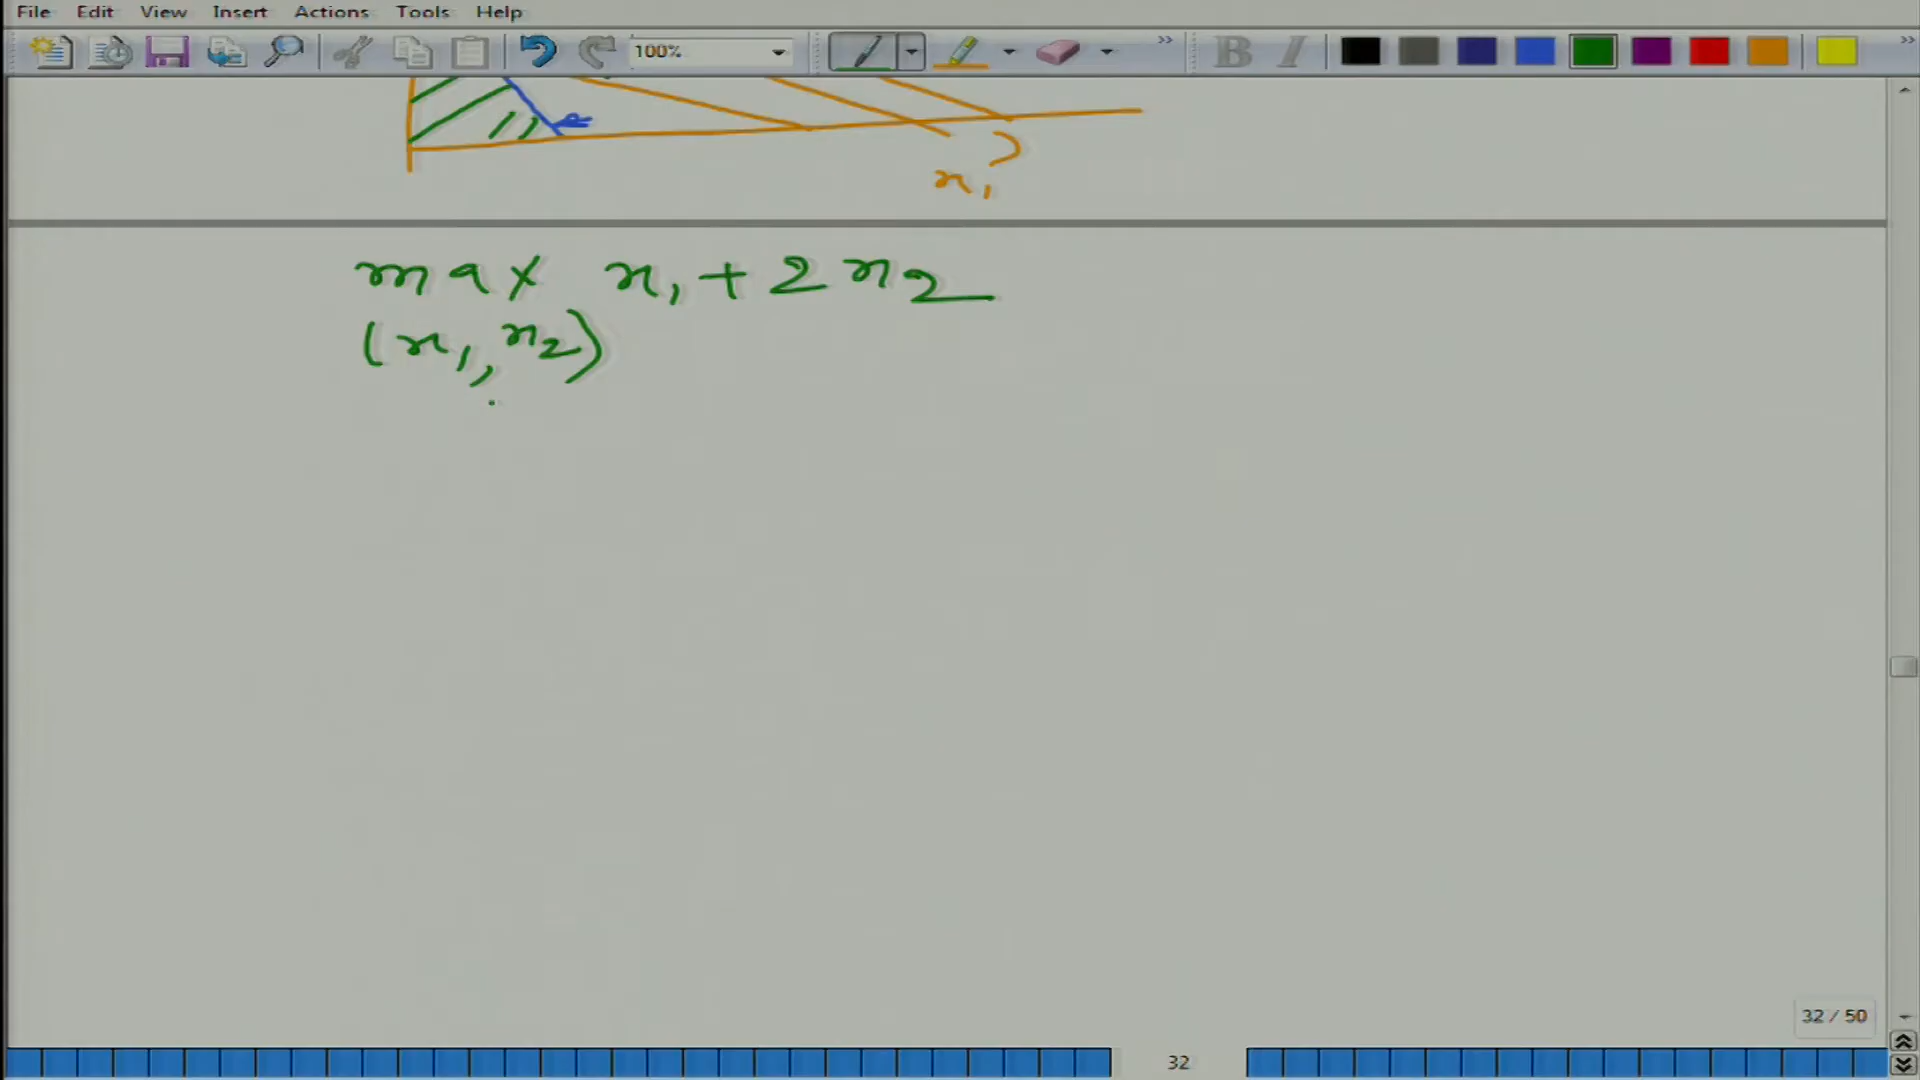 File Edit View Insert Actions Tools Help
100% B I
x₁
max x₁ + 2x₂
(x₁, x₂)
32 / 50
32